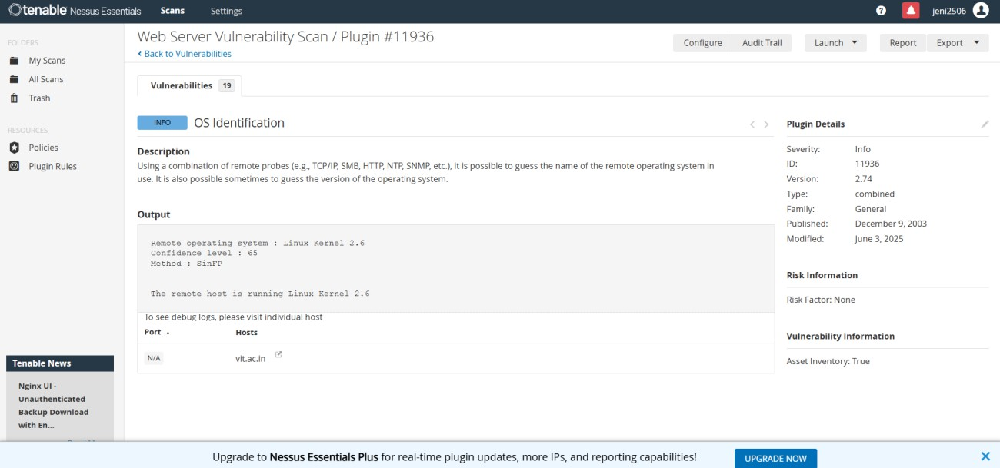 tenable Nessus Essentials
Scans
Settings
jeni2506
FOLDERS
My Scans
All Scans
Trash
RESOURCES
Policies
Plugin Rules
Tenable News
Nginx UI -
Unauthenticated
Backup Download
with En...
Web Server Vulnerability Scan / Plugin #11936
Back to Vulnerabilities
Configure
Audit Trail
Launch
Report
Export
Vulnerabilities 19
INFO OS Identification
Description
Using a combination of remote probes (e.g., TCP/IP, SMB, HTTP, NTP, SNMP, etc.), it is possible to guess the name of the remote operating system in
use. It is also possible sometimes to guess the version of the operating system.
Output
Remote operating system : Linux Kernel 2.6
Confidence level : 65
Method : SinFP
The remote host is running Linux Kernel 2.6
To see debug logs, please visit individual host
Port Hosts
N/A vit.ac.in
Plugin Details
Severity: Info
ID: 11936
Version: 2.74
Type: combined
Family: General
Published: December 9, 2003
Modified: June 3, 2025
Risk Information
Risk Factor: None
Vulnerability Information
Asset Inventory: True
Upgrade to Nessus Essentials Plus for real-time plugin updates, more IPs, and reporting capabilities!
UPGRADE NOW